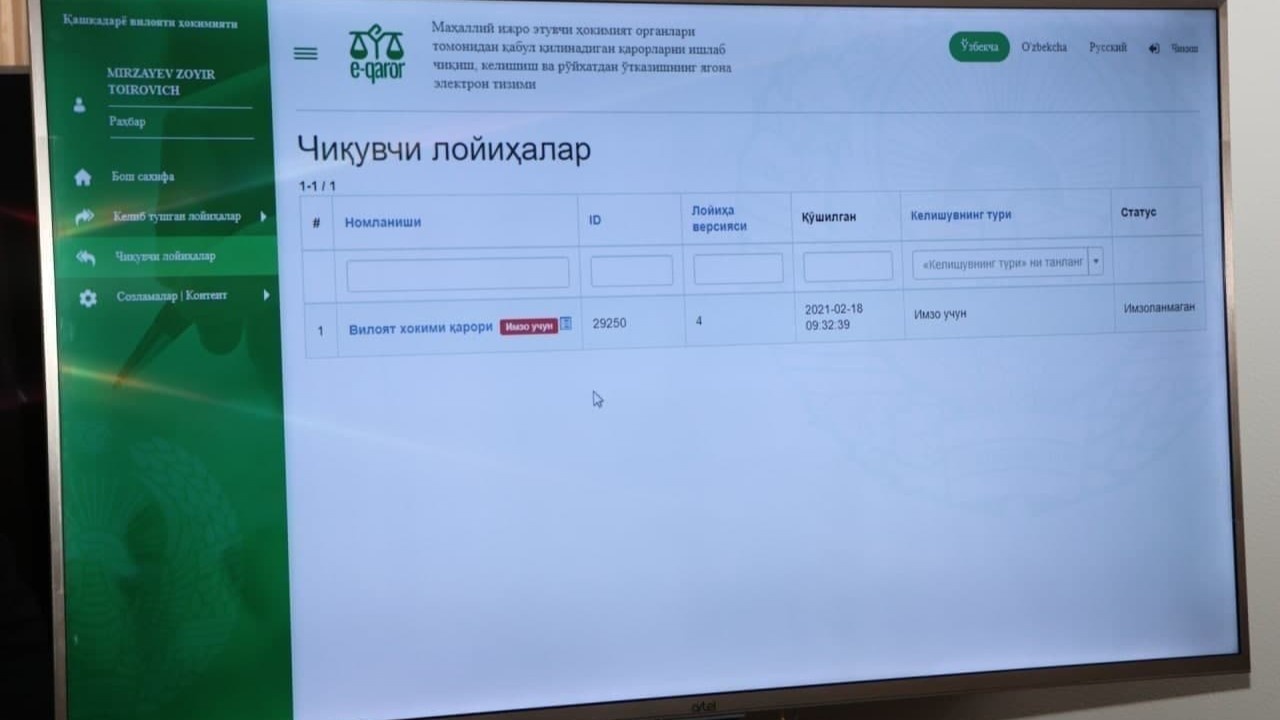 Қашкадарё вилояти ҳокимияти
MIRZAYEV ZOYIR
TOIROVICH
Раҳбар
Бош саҳифа
Келиб тушган лойиҳалар
Чиқувчи лойиҳалар
Созламалар | Контент
e-qaror
Маҳаллий ижро этувчи ҳокимият органлари
томонидан қабул қилинадиган қарорларни ишлаб
чиқиш, келишиш ва рўйхатдан ўтказишнинг ягона
электрон тизими
Ўзбекча O'zbekcha Русский Чиқиш
Чиқувчи лойиҳалар
1-1 / 1
# Номланиши ID Лойиҳа версияси Қўшилган Келишувнинг тури Статус
«Келишувнинг тури» ни танланг
1 Вилоят хокими қарори Имзо учун 29250 4 2021-02-18 09:32:39 Имзо учун Имзоланмаган
artel